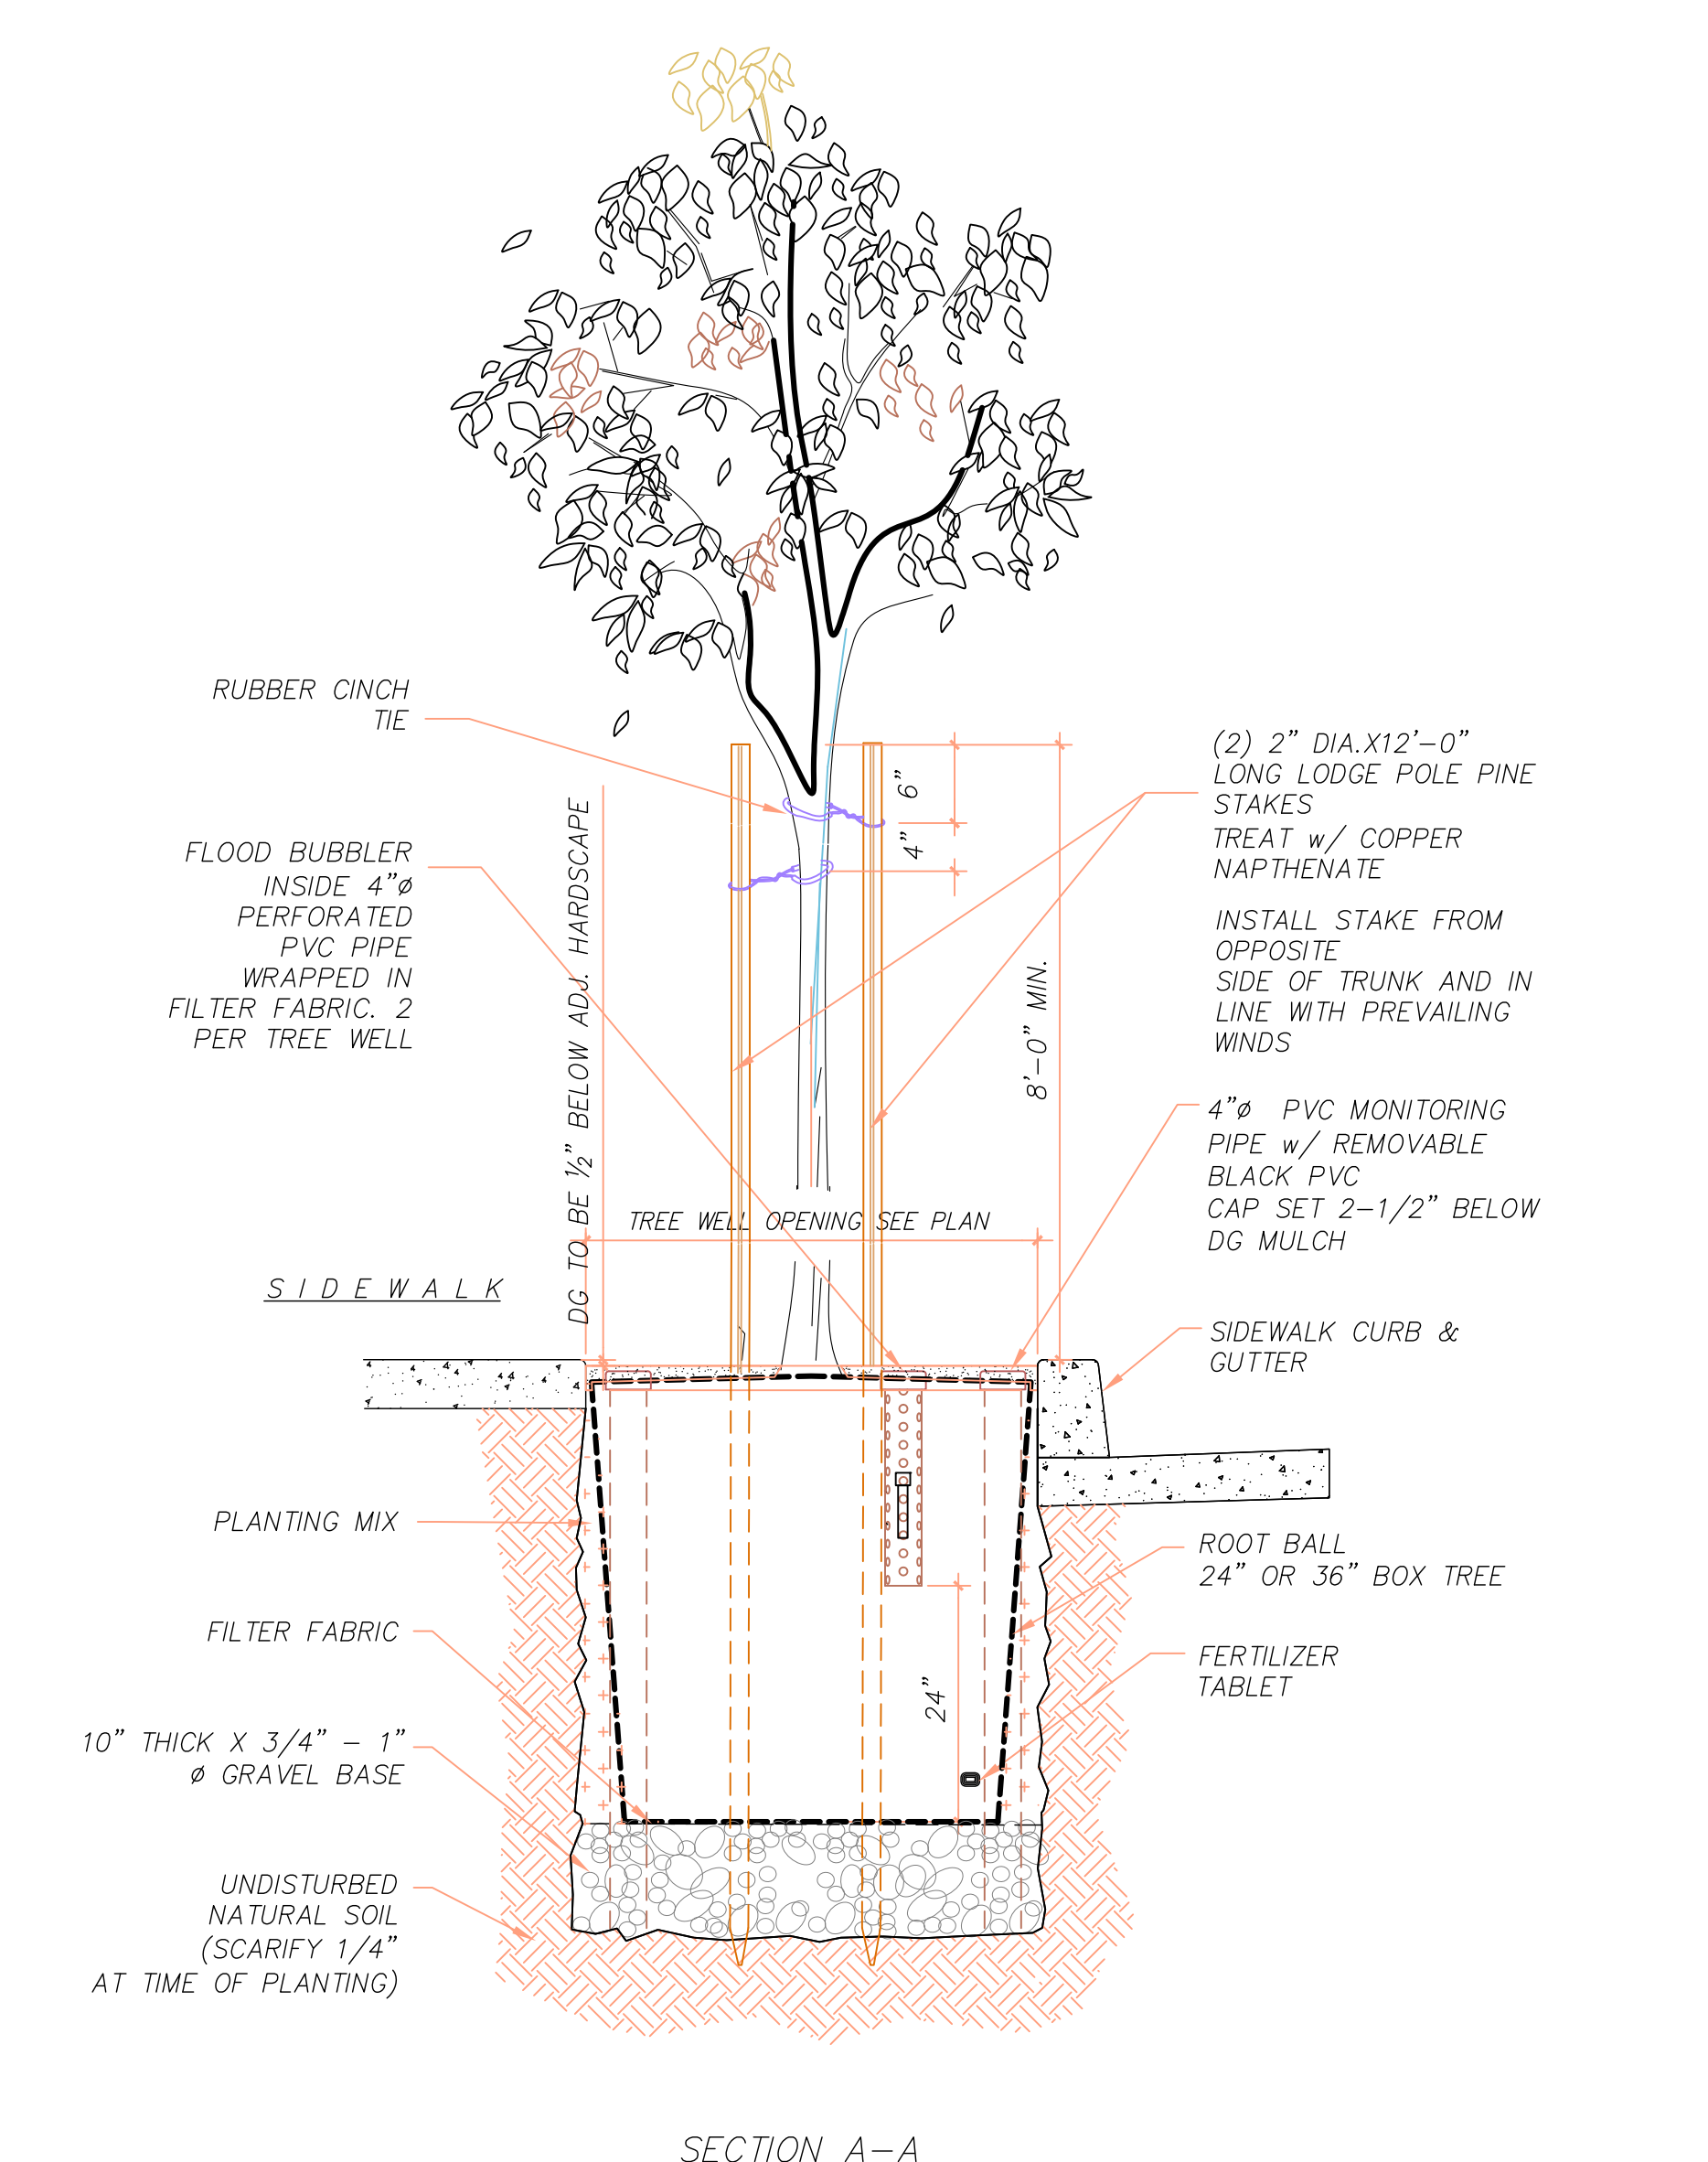 RUBBER CINCH
TIE
FLOOD BUBBLER
INSIDE 4"ø
PERFORATED
PVC PIPE
WRAPPED IN
FILTER FABRIC. 2
PER TREE WELL
DG TO BE ½" BELOW ADJ. HARDSCAPE
6"
4"
8'-0" MIN.
(2) 2" DIA.X12'-0"
LONG LODGE POLE PINE
STAKES
TREAT w/ COPPER
NAPTHENATE
INSTALL STAKE FROM
OPPOSITE
SIDE OF TRUNK AND IN
LINE WITH PREVAILING
WINDS
4"ø PVC MONITORING
PIPE w/ REMOVABLE
BLACK PVC
CAP SET 2-1/2" BELOW
DG MULCH
TREE WELL OPENING SEE PLAN
SIDEWALK
SIDEWALK CURB &
GUTTER
PLANTING MIX
FILTER FABRIC
10" THICK X 3/4" - 1"
ø GRAVEL BASE
UNDISTURBED
NATURAL SOIL
(SCARIFY 1/4"
AT TIME OF PLANTING)
24"
ROOT BALL
24" OR 36" BOX TREE
FERTILIZER
TABLET
SECTION A-A